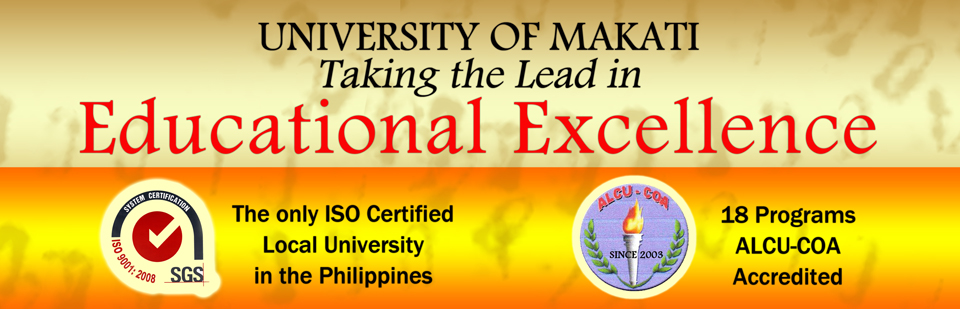 UNIVERSITY OF MAKATI
Taking the Lead in
Educational Excellence
SYSTEM CERTIFICATION
ISO 9001: 2008
SGS
The only ISO Certified
Local University
in the Philippines
ALCU - COA
SINCE 2003
18 Programs
ALCU-COA
Accredited